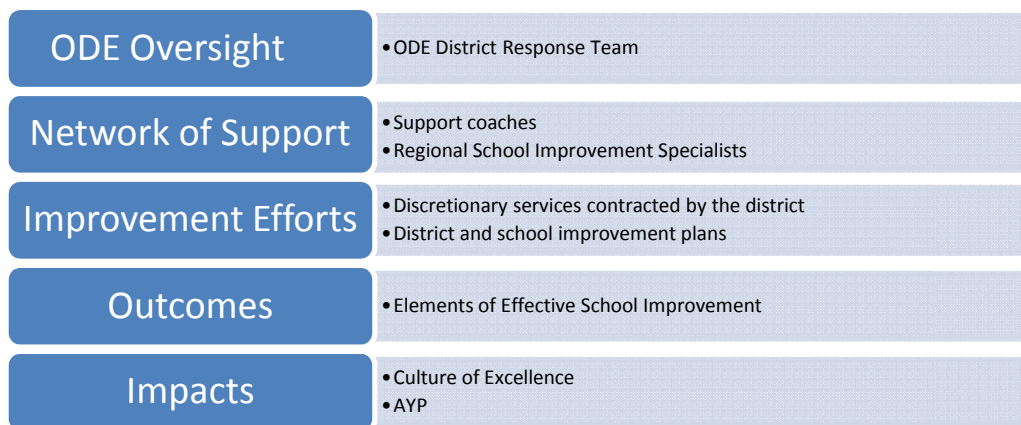 ODE Oversight
•ODE District Response Team
Network of Support
•Support coaches
•Regional School Improvement Specialists
Improvement Efforts
•Discretionary services contracted by the district
•District and school improvement plans
Outcomes
•Elements of Effective School Improvement
Impacts
•Culture of Excellence
•AYP